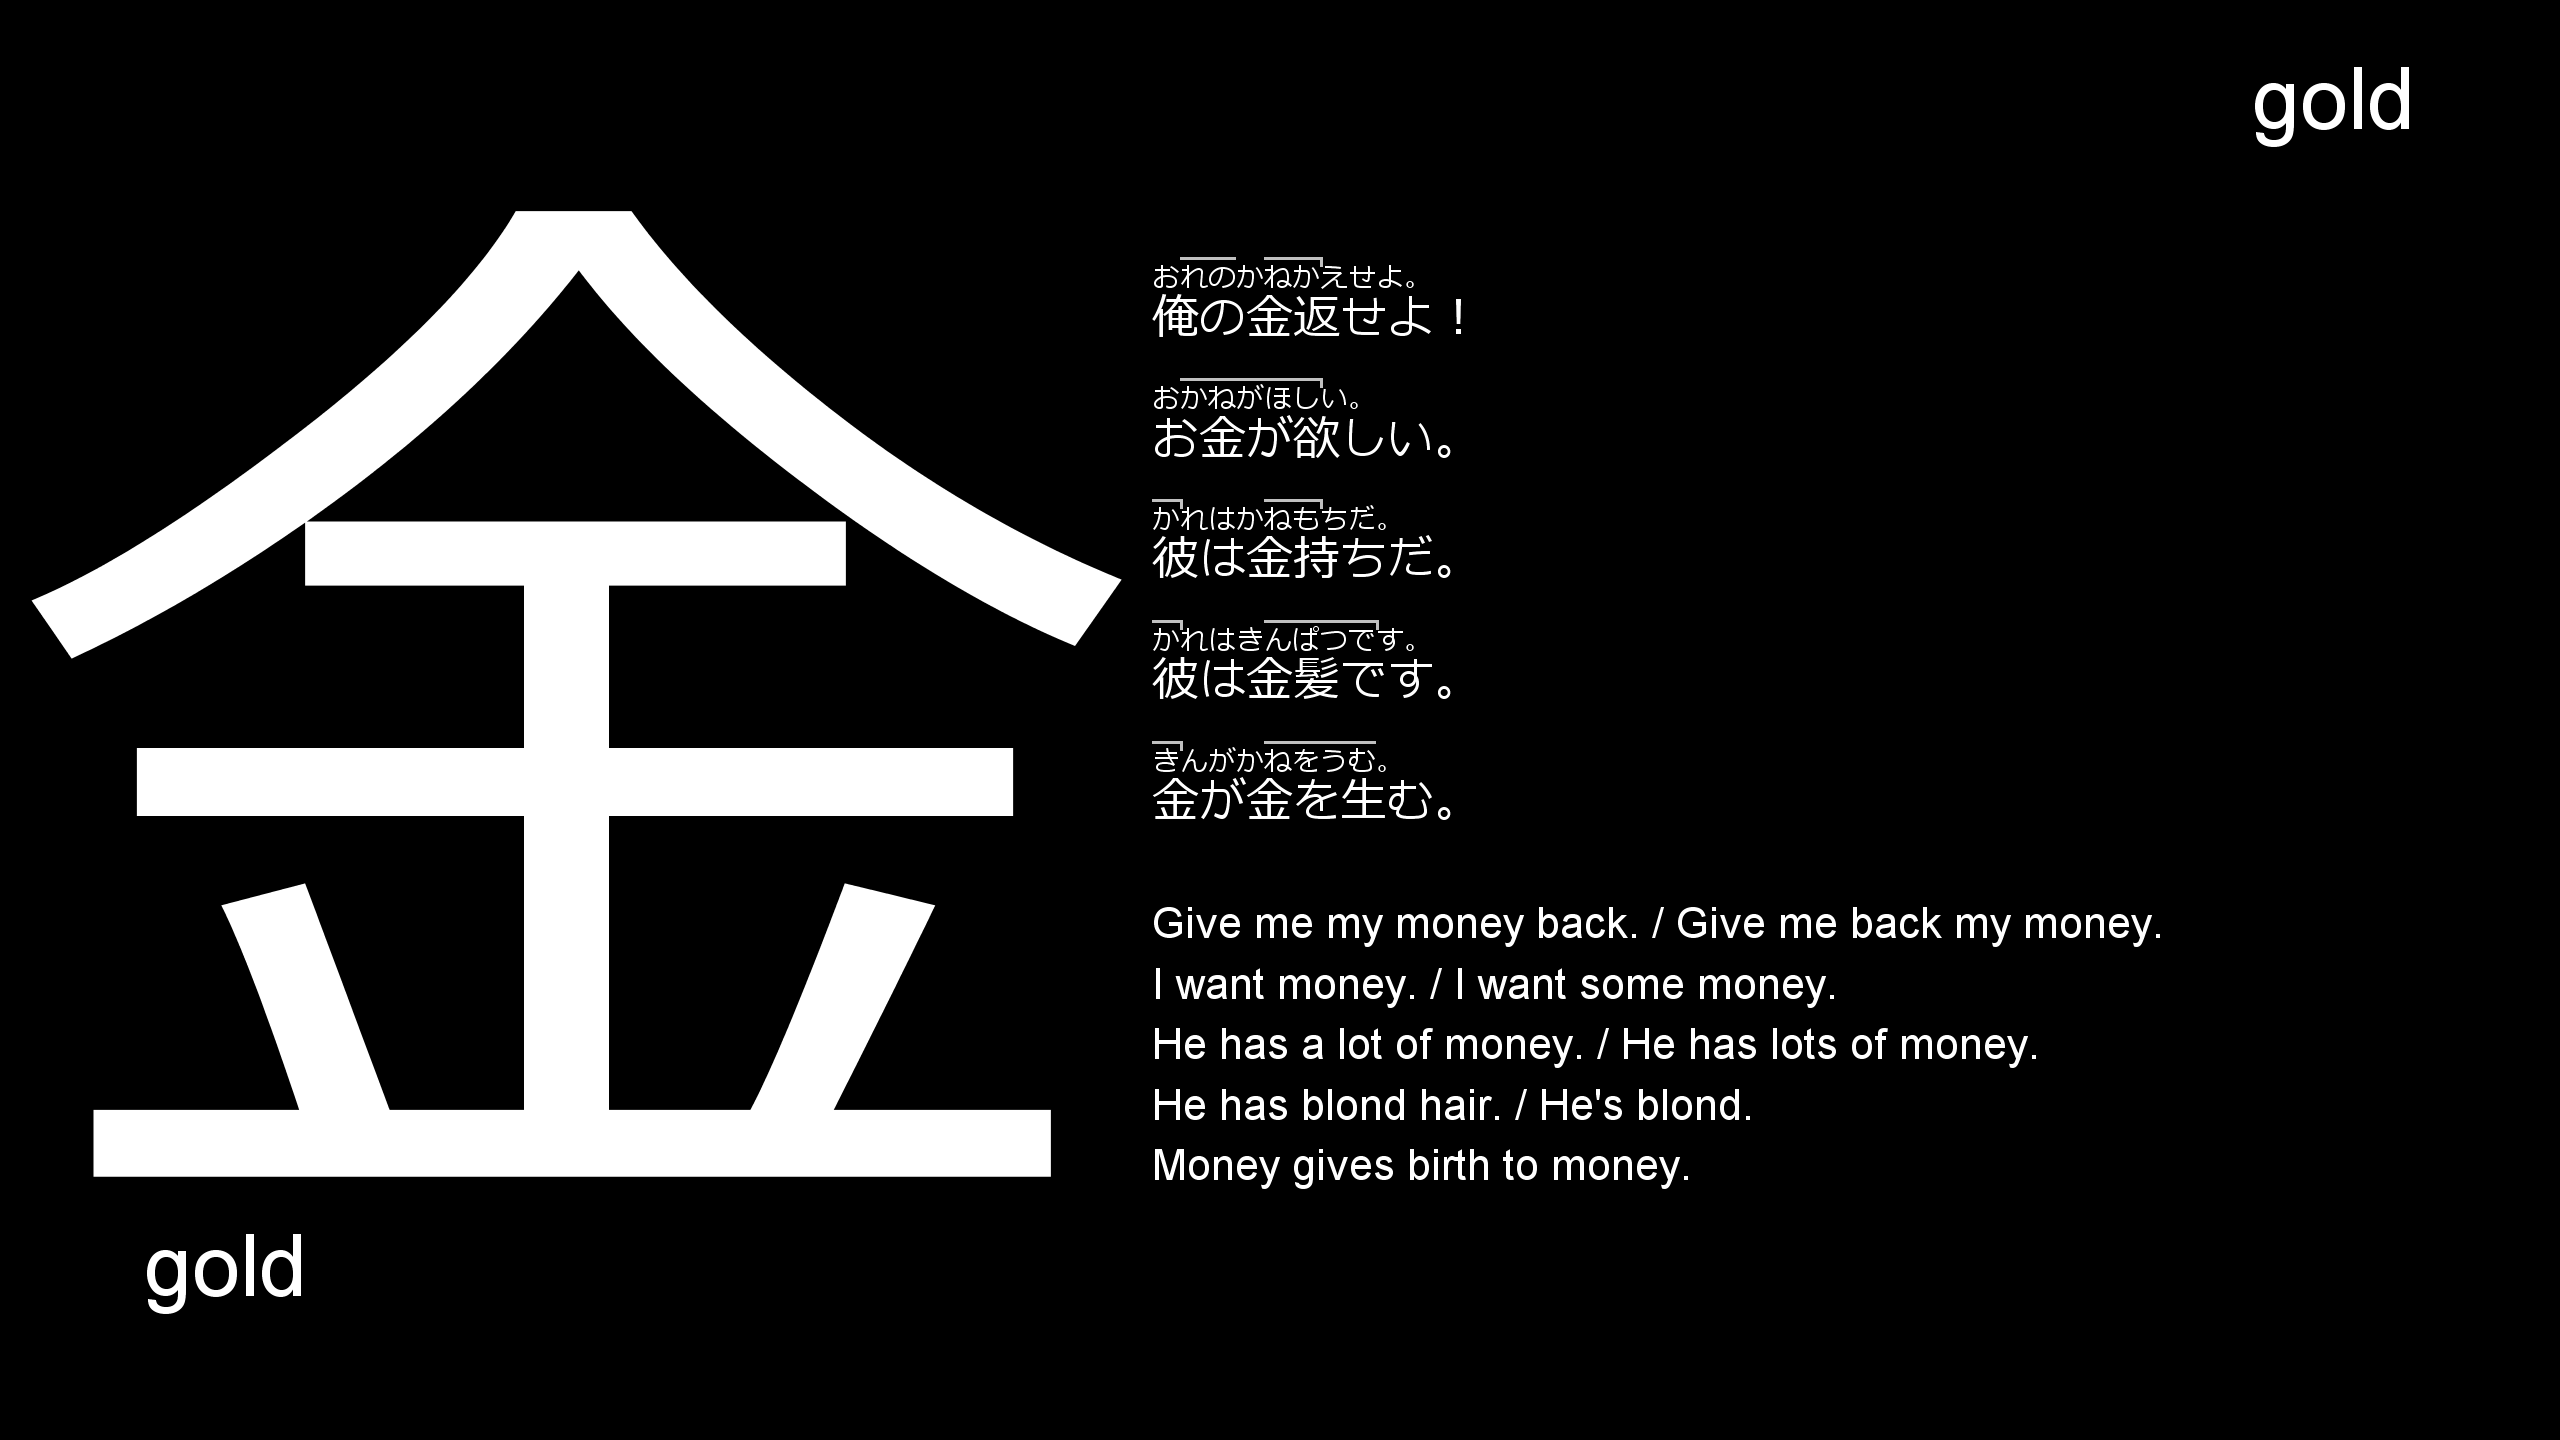 gold
金
おれのかねかえせよ。
俺の金返せよ！
おかねがほしい。
お金が欲しい。
かれはかねもちだ。
彼は金持ちだ。
かれはきんぱつです。
彼は金髪です。
きんがかねをうむ。
金が金を生む。
Give me my money back. / Give me back my money.
I want money. / I want some money.
He has a lot of money. / He has lots of money.
He has blond hair. / He's blond.
Money gives birth to money.
gold